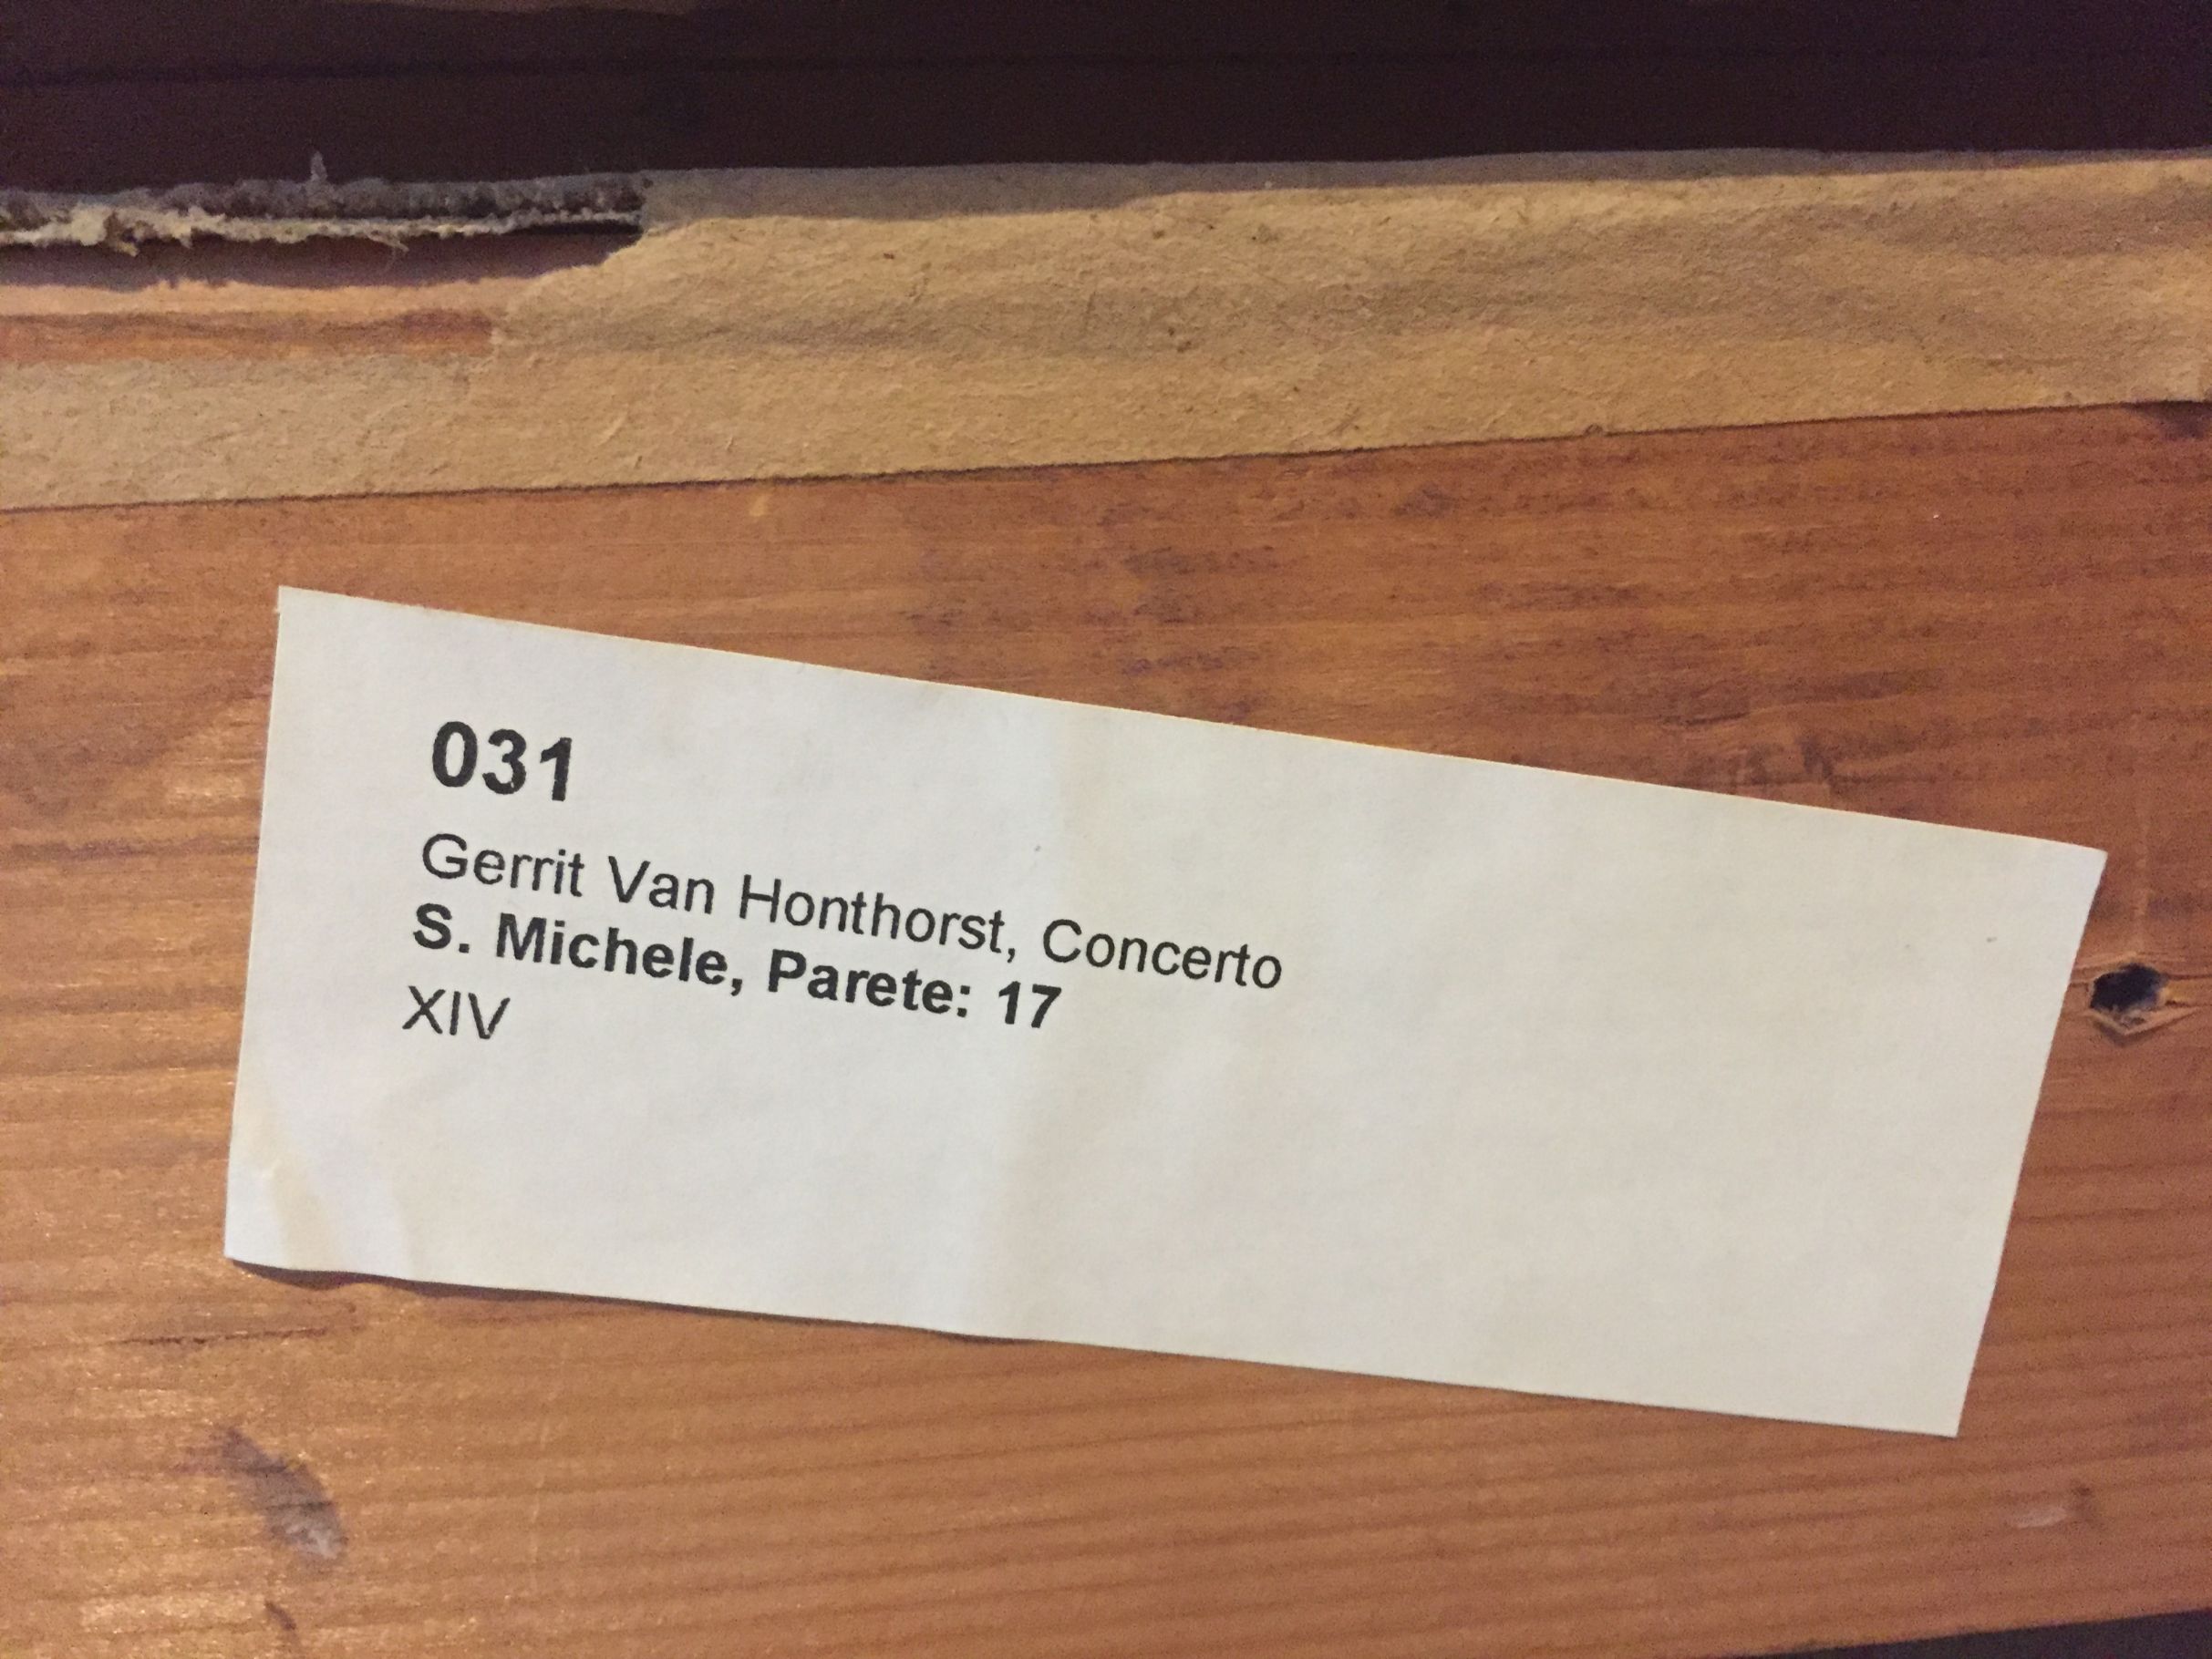 031
Gerrit Van Honthorst, Concerto
S. Michele, Parete: 17
XIV